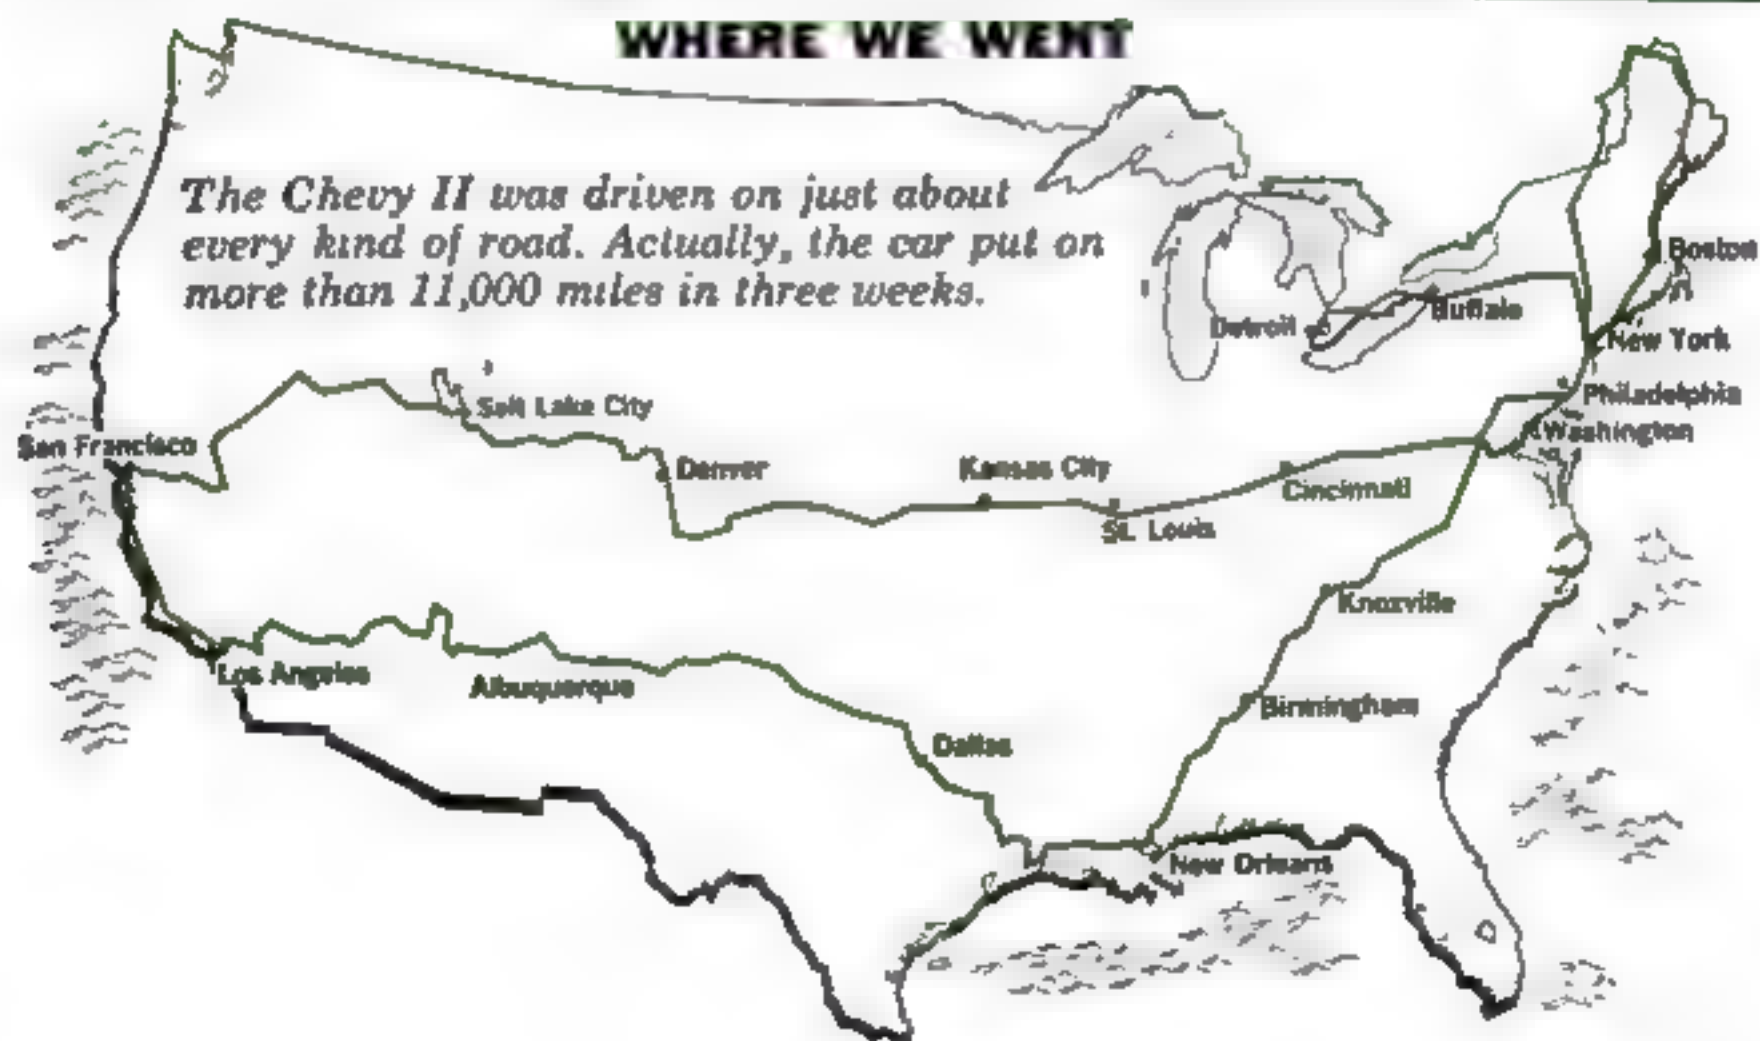 WHERE WE WENT
The Chevy II was driven on just about
every kind of road. Actually, the car put on
more than 11,000 miles in three weeks.
Boston
Buffalo
Detroit
New York
Philadelphia
Salt Lake City
Washington
San Francisco
Denver
Kansas City
Cincinnati
St. Louis
Knoxville
Los Angeles
Albuquerque
Birmingham
Dallas
New Orleans